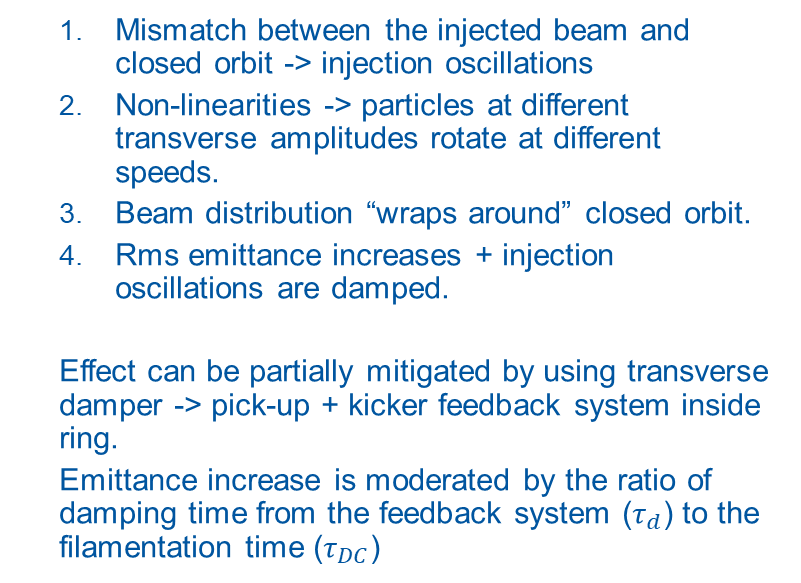 1. Mismatch between the injected beam and
closed orbit -> injection oscillations
2. Non-linearities -> particles at different
transverse amplitudes rotate at different
speeds.
3. Beam distribution “wraps around” closed orbit.
4. Rms emittance increases + injection
oscillations are damped.
Effect can be partially mitigated by using transverse
damper -> pick-up + kicker feedback system inside
ring.
Emittance increase is moderated by the ratio of
damping time from the feedback system (τ_d) to the
filamentation time (τ_DC)